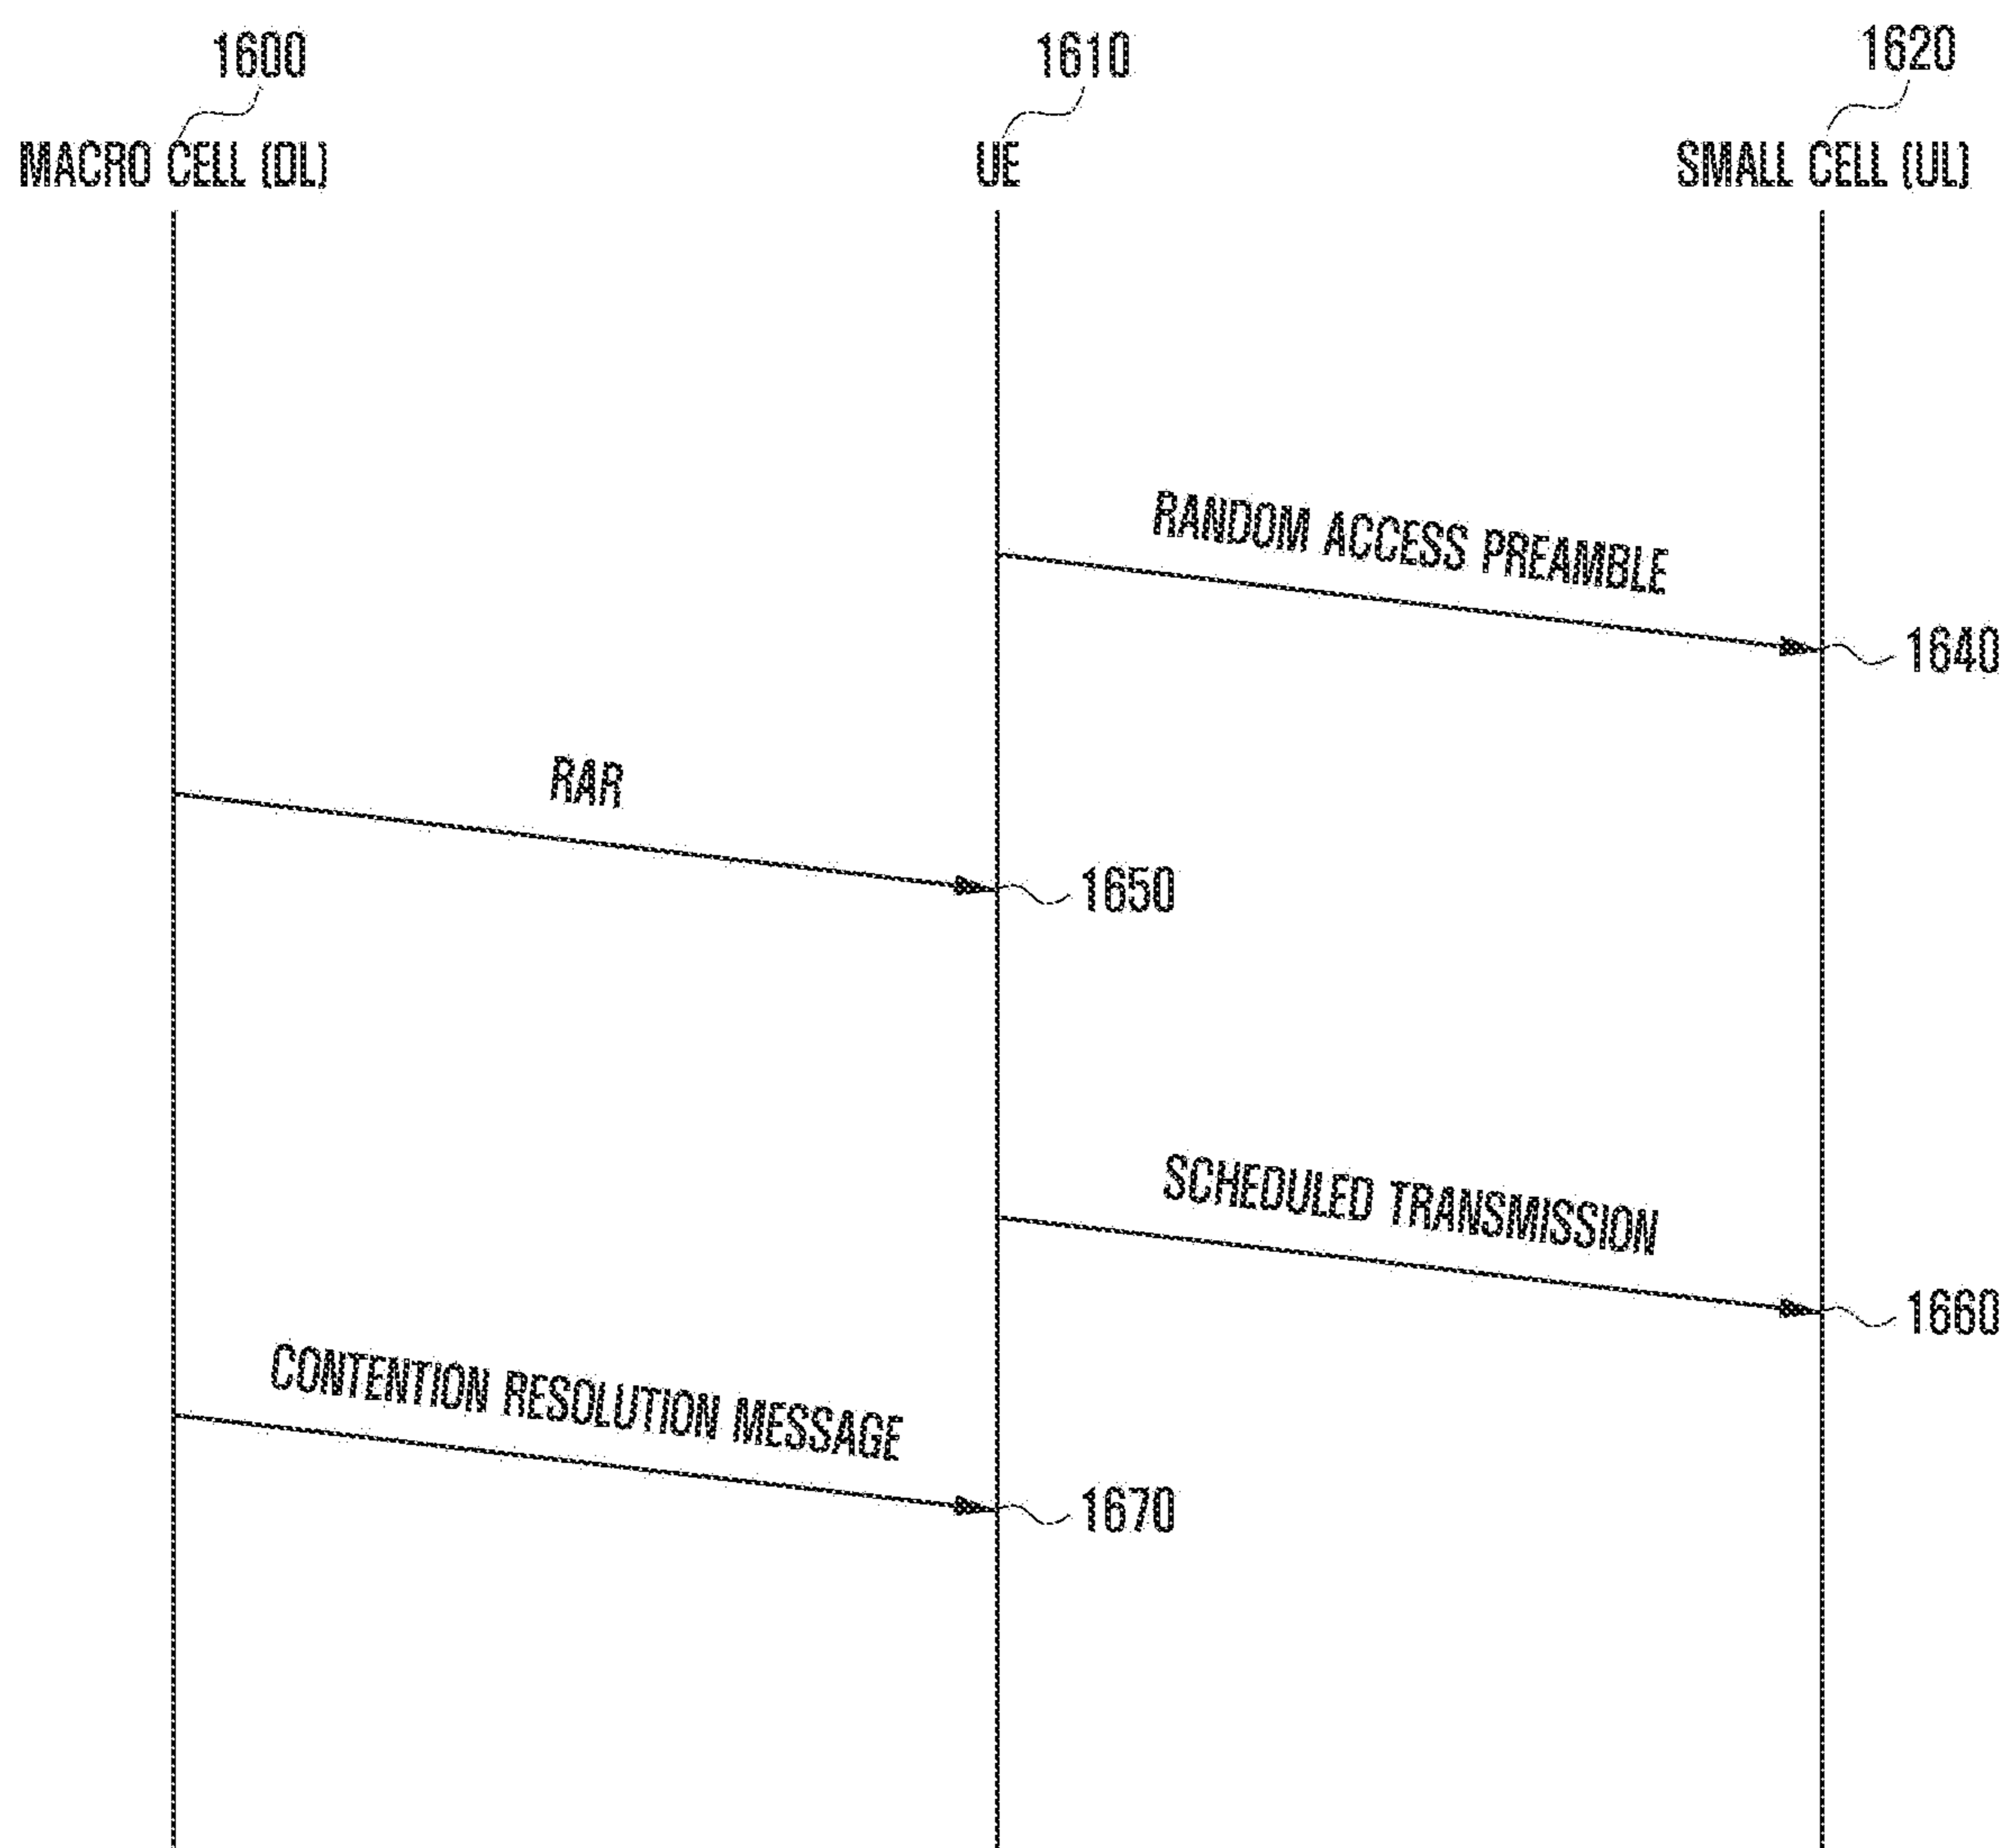 1600
1610
1620
MACRO CELL (DL)
UE
SMALL CELL (UL)
RANDOM ACCESS PREAMBLE
1640
RAR
1650
SCHEDULED TRANSMISSION
1660
CONTENTION RESOLUTION MESSAGE
1670